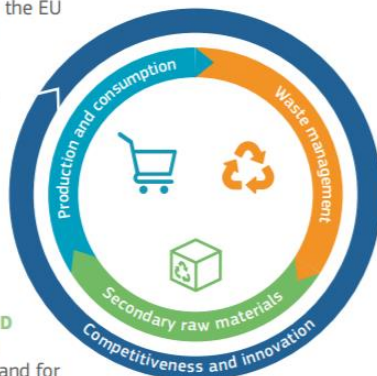 the EU
Production and consumption
Waste management
Secondary raw materials
Competitiveness and innovation
D
and for